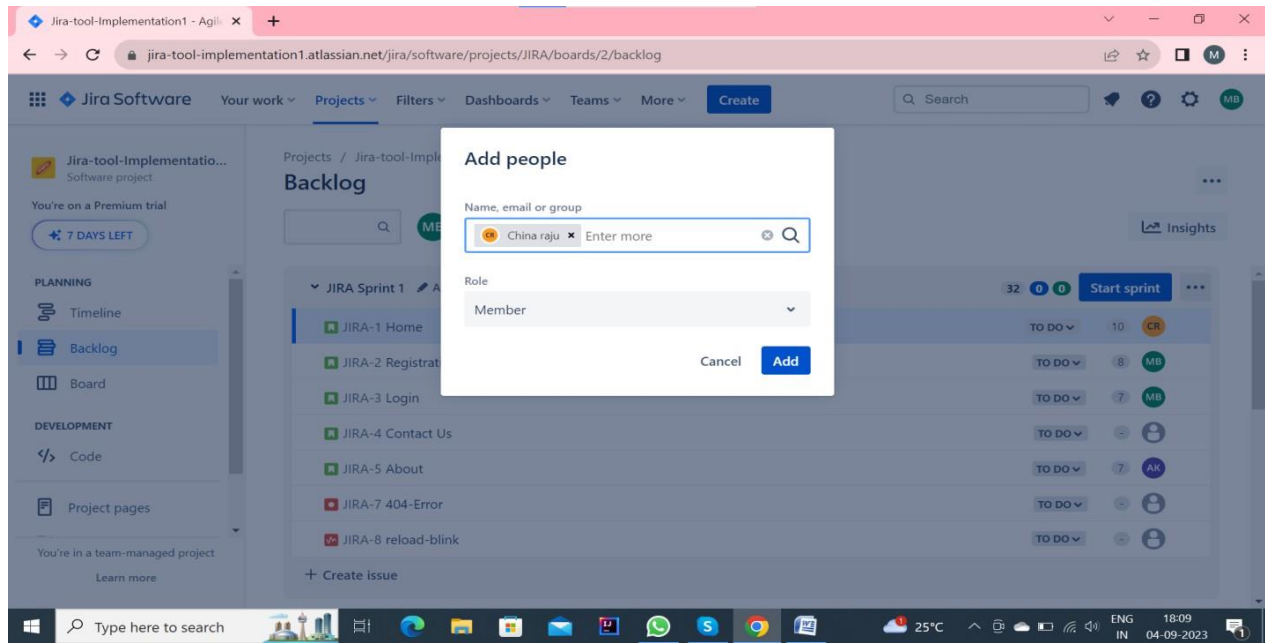 Jira-tool-Implementation1 - Agil
jira-tool-implementation1.atlassian.net/jira/software/projects/JIRA/boards/2/backlog
M
Jira Software Your work Projects Filters Dashboards Teams More Create Search MB
Jira-tool-Implementatio...
Software project
You're on a Premium trial
7 DAYS LEFT
PLANNING
Timeline
Backlog
Board
DEVELOPMENT
Code
Project pages
You're in a team-managed project
Learn more
Projects / Jira-tool-Imple
Backlog
MB
Insights
Add people
Name, email or group
CR China raju Enter more
Role
Member
Cancel Add
JIRA Sprint 1 A 32 0 0 Start sprint
JIRA-1 Home TO DO 10 CR
JIRA-2 Registrat TO DO 8 MB
JIRA-3 Login TO DO 7 MB
JIRA-4 Contact Us TO DO -
JIRA-5 About TO DO 7 AK
JIRA-7 404-Error TO DO -
JIRA-8 reload-blink TO DO -
+ Create issue
Type here to search
25°C
ENG
IN
18:09
04-09-2023